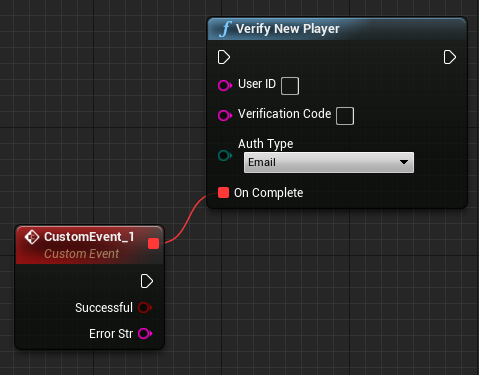 Verify New Player
User ID
Verification Code
Auth Type
Email
On Complete
CustomEvent_1
Custom Event
Successful
Error Str